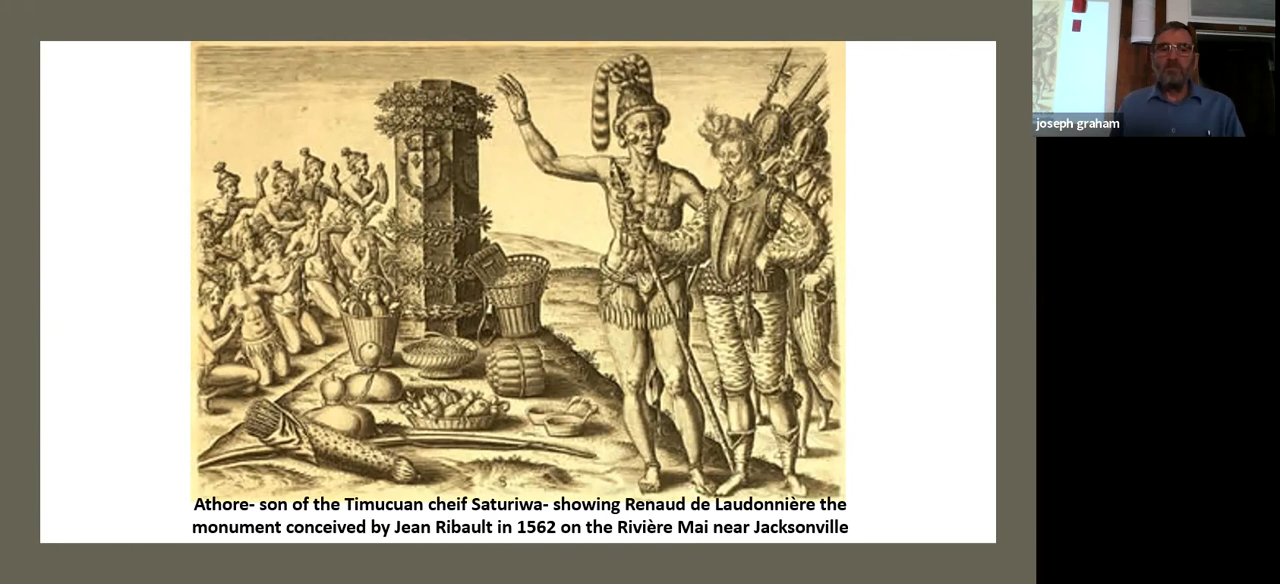 joseph graham
Athore- son of the Timucuan cheif Saturiwa- showing Renaud de Laudonnière the
monument conceived by Jean Ribault in 1562 on the Rivière Mai near Jacksonville